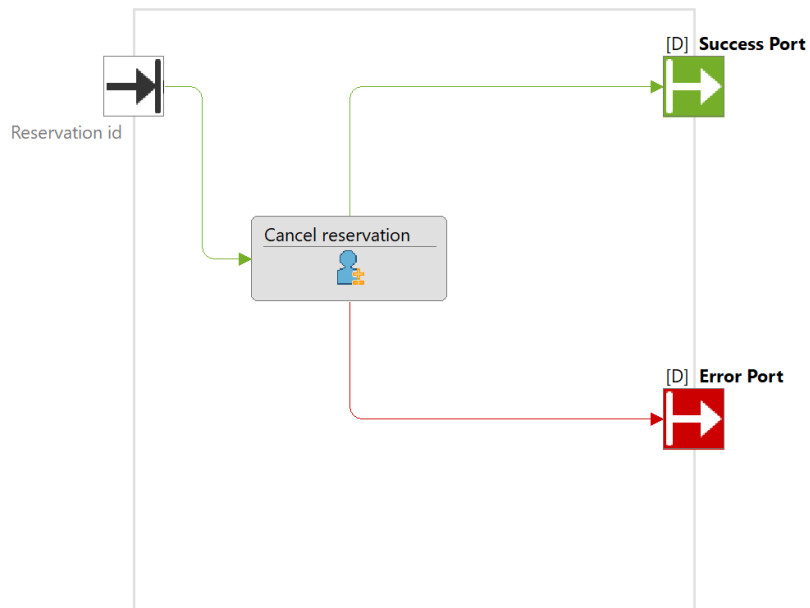 [D] Success Port
Reservation id
Cancel reservation
[D] Error Port